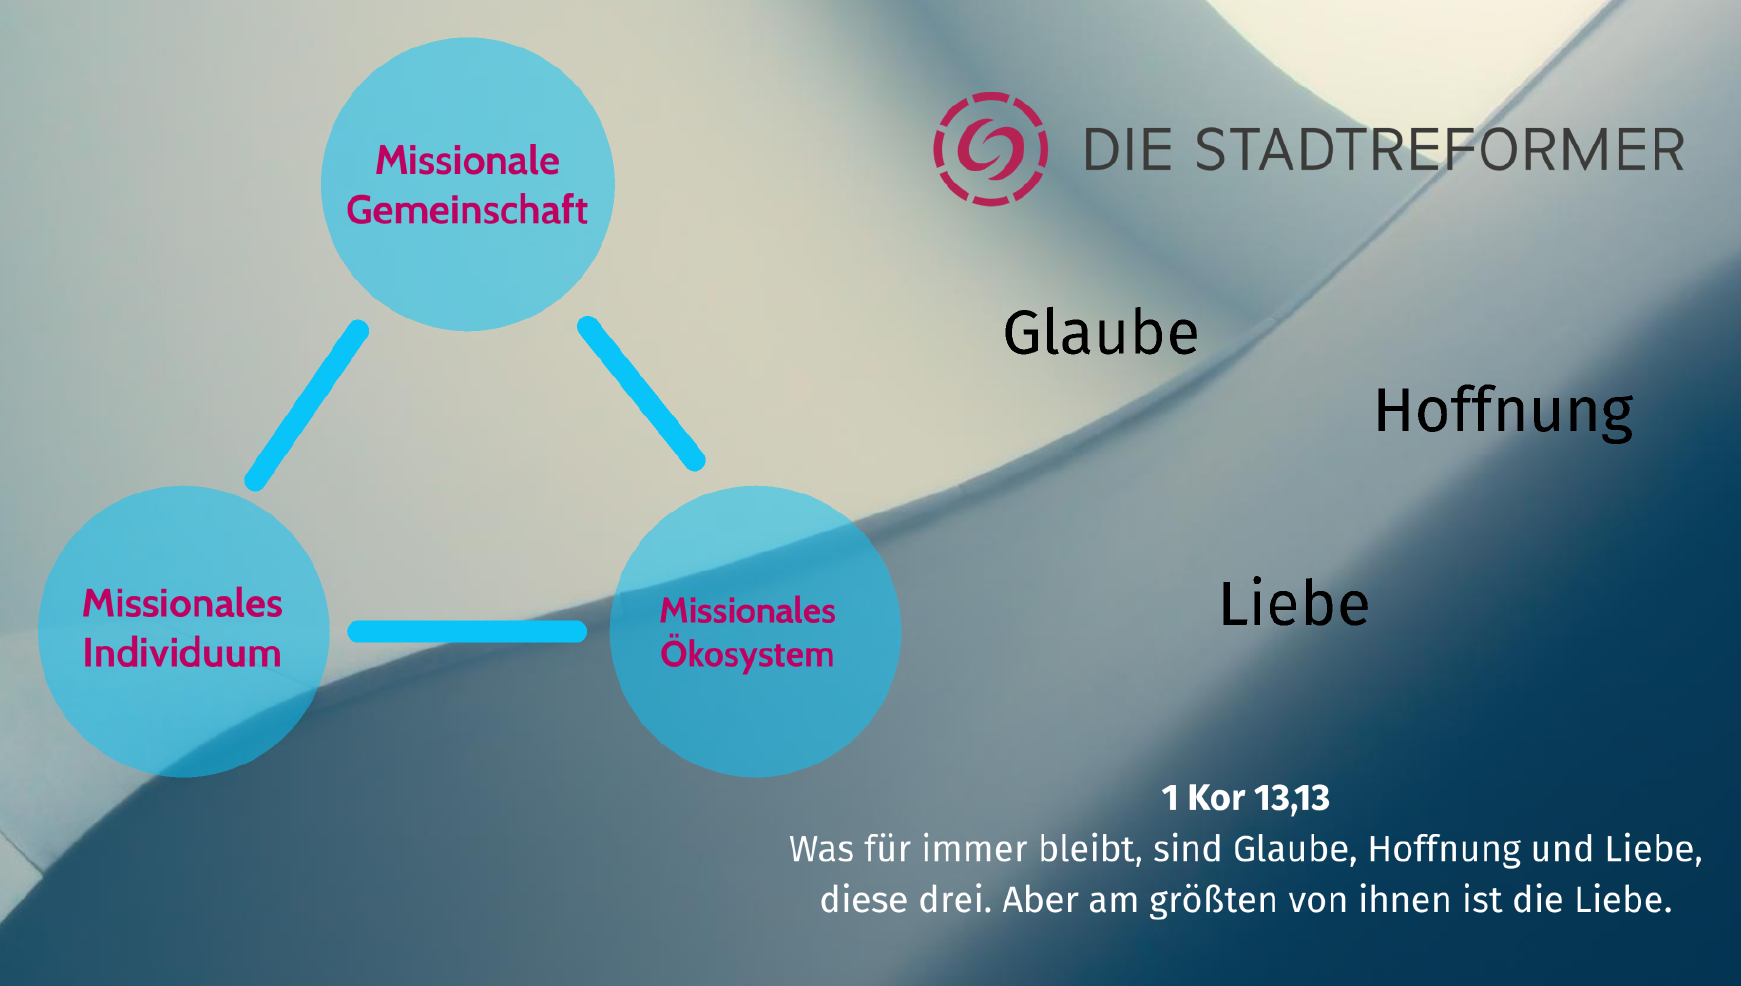 Missionale
Gemeinschaft
DIE STADTREFORMER
Glaube
Hoffnung
Missionales
Individuum
Missionales
Ökosystem
Liebe
1 Kor 13,13
Was für immer bleibt, sind Glaube, Hoffnung und Liebe,
diese drei. Aber am größten von ihnen ist die Liebe.